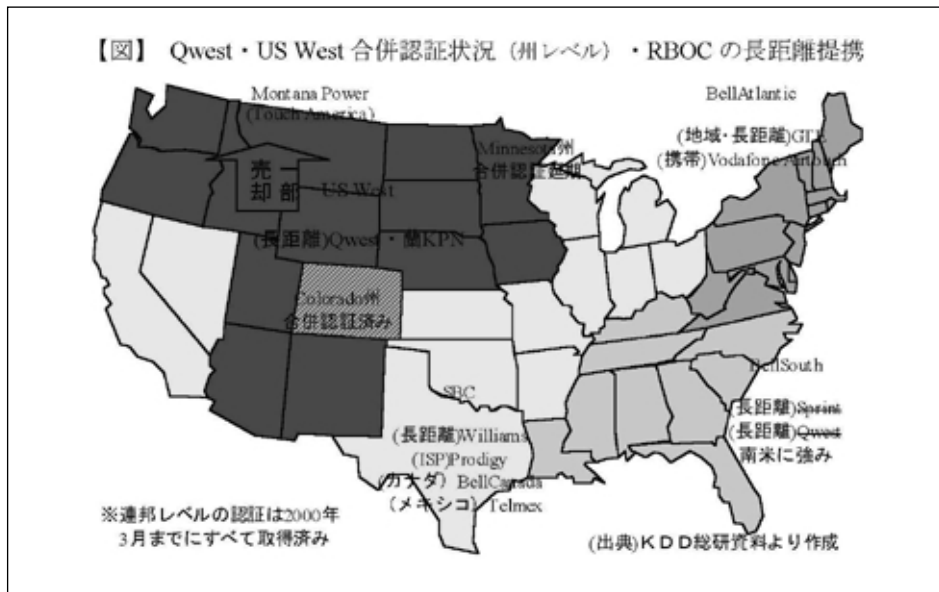 【図】 Qwest・US West 合併認証状況（州レベル）・RBOC の長距離提携
Montana Power
(Touch America)
一部
売却
US West
(長距離)Qwest・蘭KPN
Minnesota州
合併認証延期
Colorado州
合併認証済み
BellAtlantic
(地域・長距離)GTE
(携帯)Vodafone Airtouch
BellSouth
(長距離)Sprint
(長距離)Qwest
南米に強み
SBC
(長距離)Williams
(ISP)Prodigy
(カナダ）BellCanada
（メキシコ）Telmex
※連邦レベルの認証は2000年
3月までにすべて取得済み
(出典)ＫＤＤ総研資料より作成